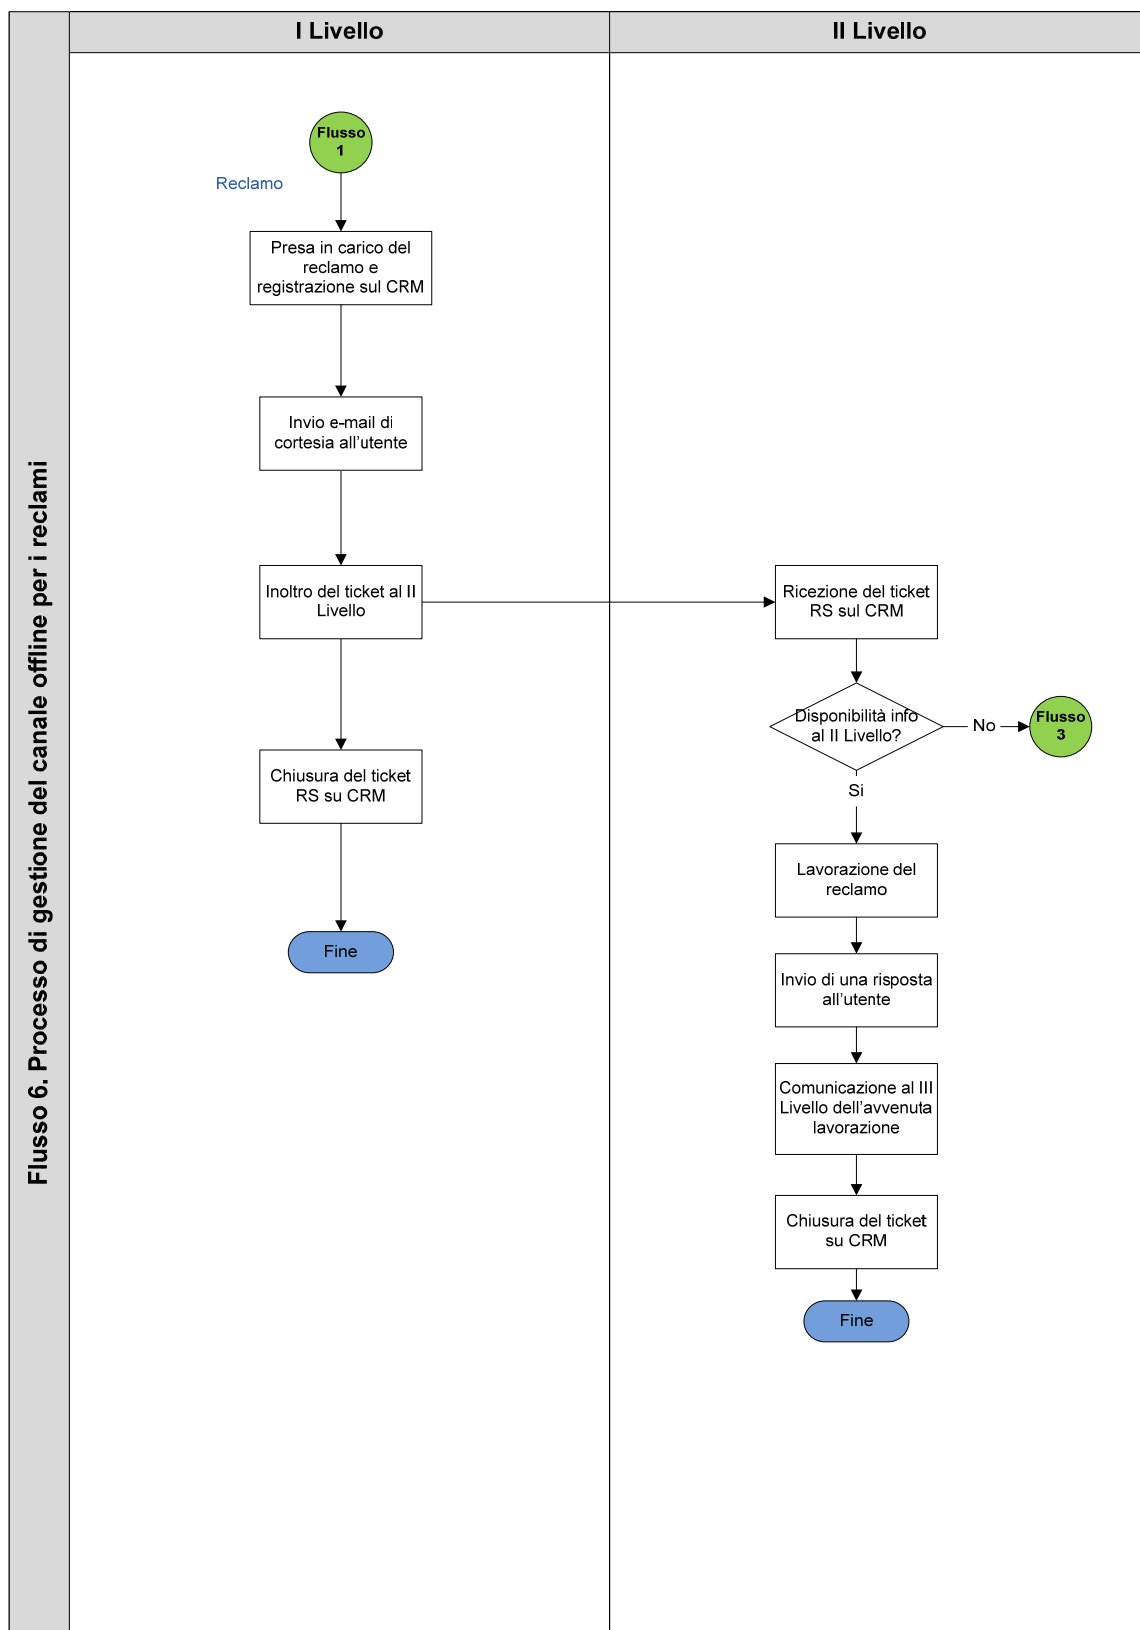 I Livello
II Livello
Flusso 6. Processo di gestione del canale offline per i reclami
Flusso
1
Reclamo
Presa in carico del
reclamo e
registrazione sul CRM
Invio e-mail di
cortesia all'utente
Inoltro del ticket al II
Livello
Chiusura del ticket
RS su CRM
Fine
Ricezione del ticket
RS sul CRM
Disponibilità info
al II Livello?
No
Flusso
3
Si
Lavorazione del
reclamo
Invio di una risposta
all'utente
Comunicazione al III
Livello dell'avvenuta
lavorazione
Chiusura del ticket
su CRM
Fine